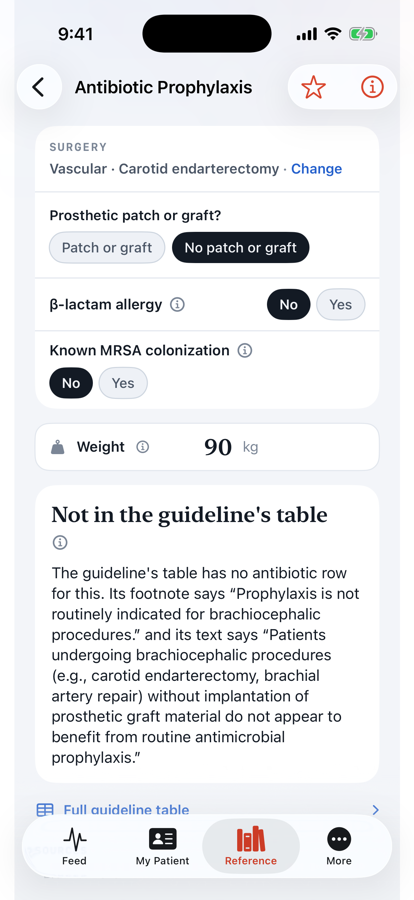 9:41
Antibiotic Prophylaxis
SURGERY
Vascular · Carotid endarterectomy · Change
Prosthetic patch or graft?
Patch or graft No patch or graft
β-lactam allergy No Yes
Known MRSA colonization
No Yes
Weight 90 kg
Not in the guideline's table
The guideline's table has no antibiotic row
for this. Its footnote says “Prophylaxis is not
routinely indicated for brachiocephalic
procedures.” and its text says “Patients
undergoing brachiocephalic procedures
(e.g., carotid endarterectomy, brachial
artery repair) without implantation of
prosthetic graft material do not appear to
benefit from routine antimicrobial
prophylaxis.”
Full guideline table
Feed My Patient Reference More